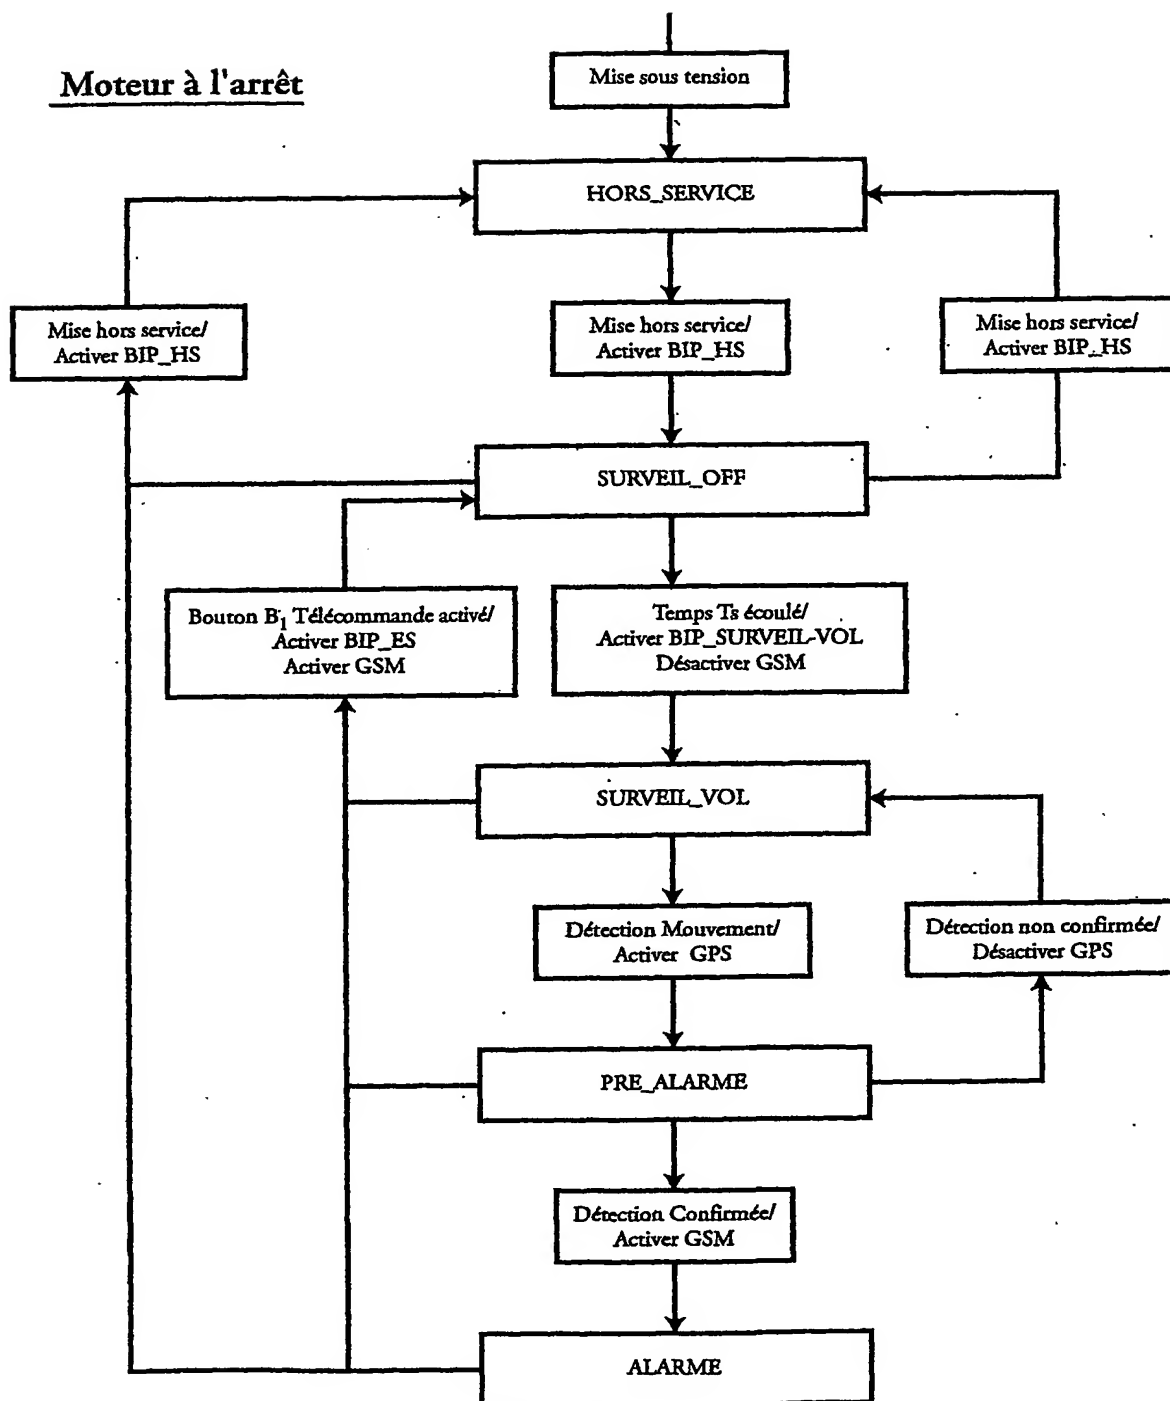 Moteur à l'arrêt
Mise sous tension
HORS_SERVICE
Mise hors service/
Activer BIP_HS
Mise hors service/
Activer BIP_HS
Mise hors service/
Activer BIP_HS
SURVEIL_OFF
Bouton B1 Télécommande activé/
Activer BIP_ES
Activer GSM
Temps Ts écoulé/
Activer BIP_SURVEIL-VOL
Désactiver GSM
SURVEIL_VOL
Détection Mouvement/
Activer GPS
Détection non confirmée/
Désactiver GPS
PRE_ALARME
Détection Confirmée/
Activer GSM
ALARME